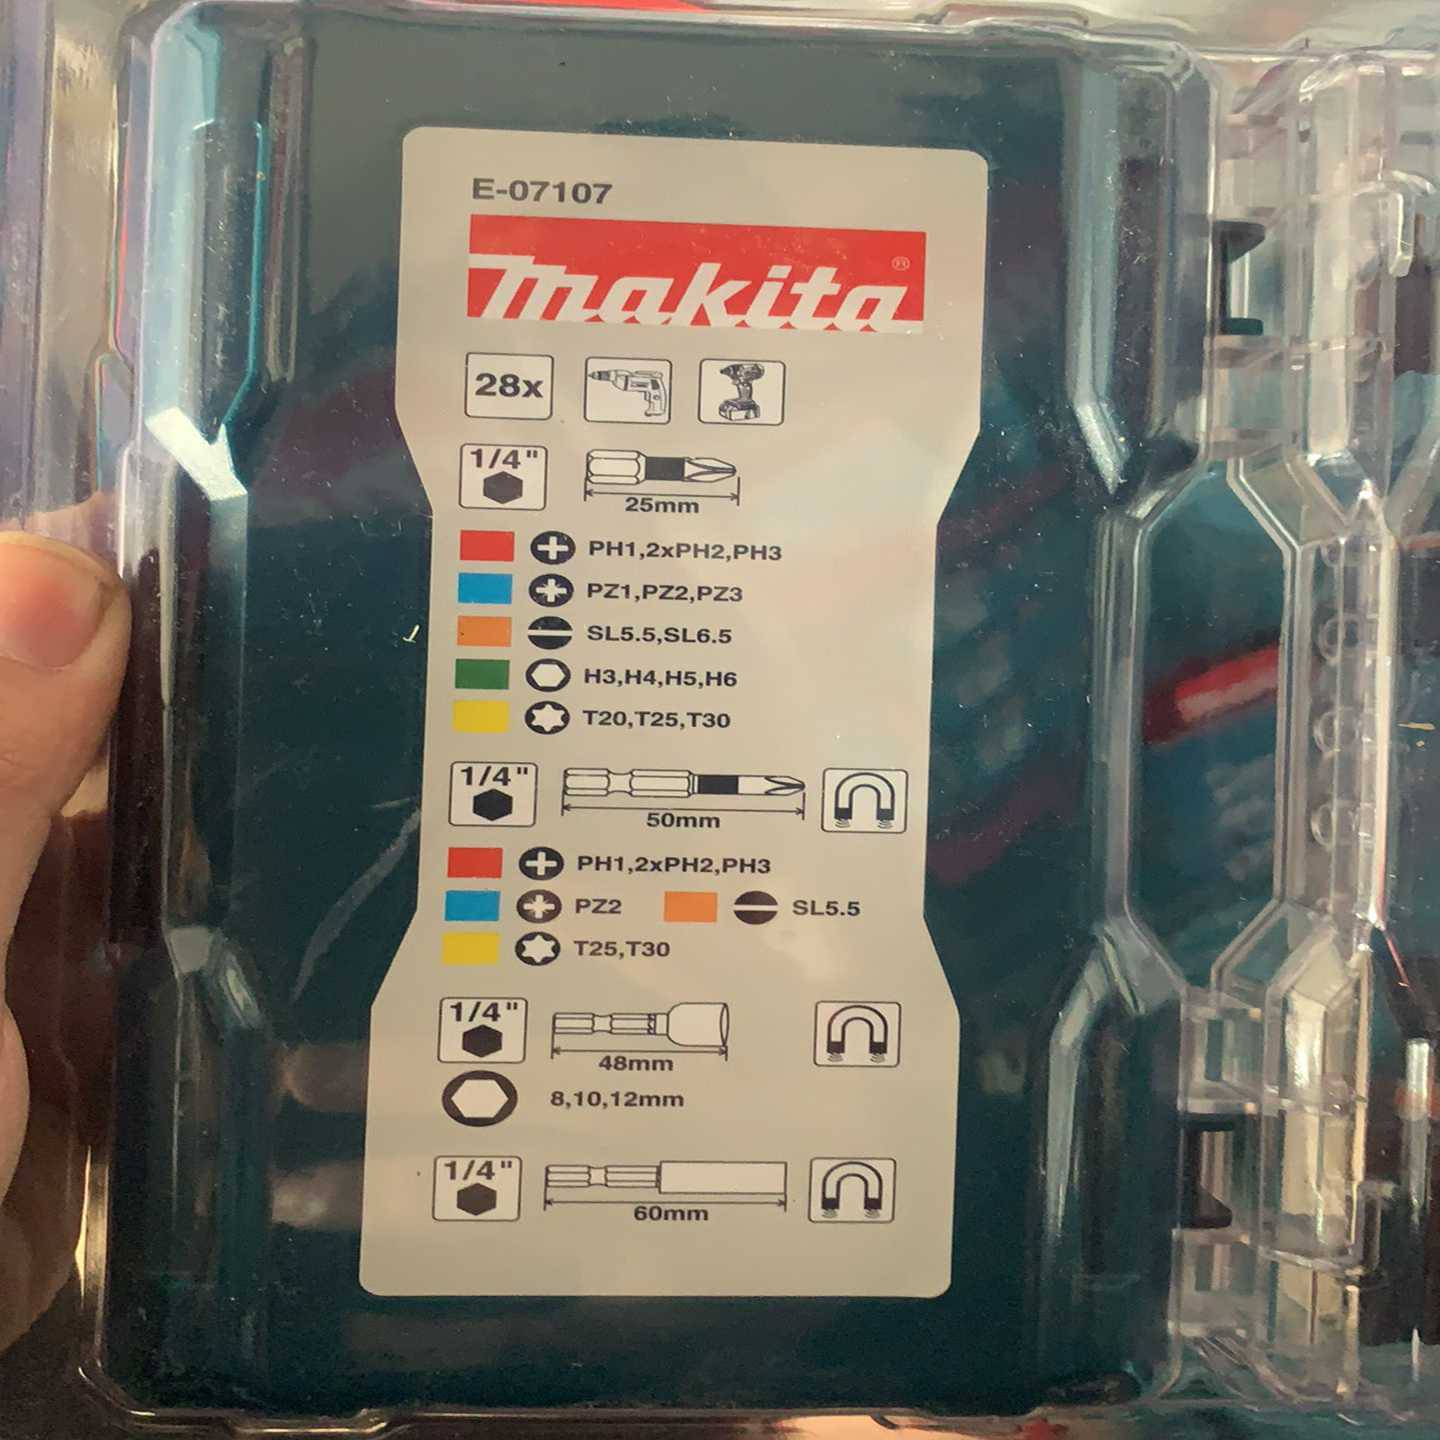 E-07107
makita ®
28x
1/4"
25mm
PH1,2xPH2,PH3
PZ1,PZ2,PZ3
SL5.5,SL6.5
H3,H4,H5,H6
T20,T25,T30
1/4"
50mm
PH1,2xPH2,PH3
PZ2 SL5.5
T25,T30
1/4"
48mm
8,10,12mm
1/4"
60mm